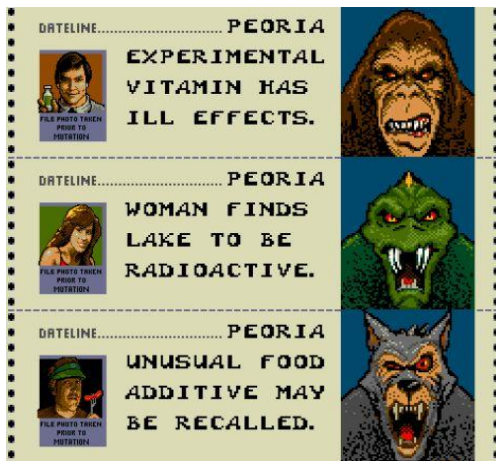 DATELINE............................PEORIA
EXPERIMENTAL
VITAMIN HAS
ILL EFFECTS.
FILE PHOTO TAKEN
PRIOR TO
MUTATION
DATELINE............................PEORIA
WOMAN FINDS
LAKE TO BE
RADIOACTIVE.
FILE PHOTO TAKEN
PRIOR TO
MUTATION
DATELINE............................PEORIA
UNUSUAL FOOD
ADDITIVE MAY
BE RECALLED.
FILE PHOTO TAKEN
PRIOR TO
MUTATION